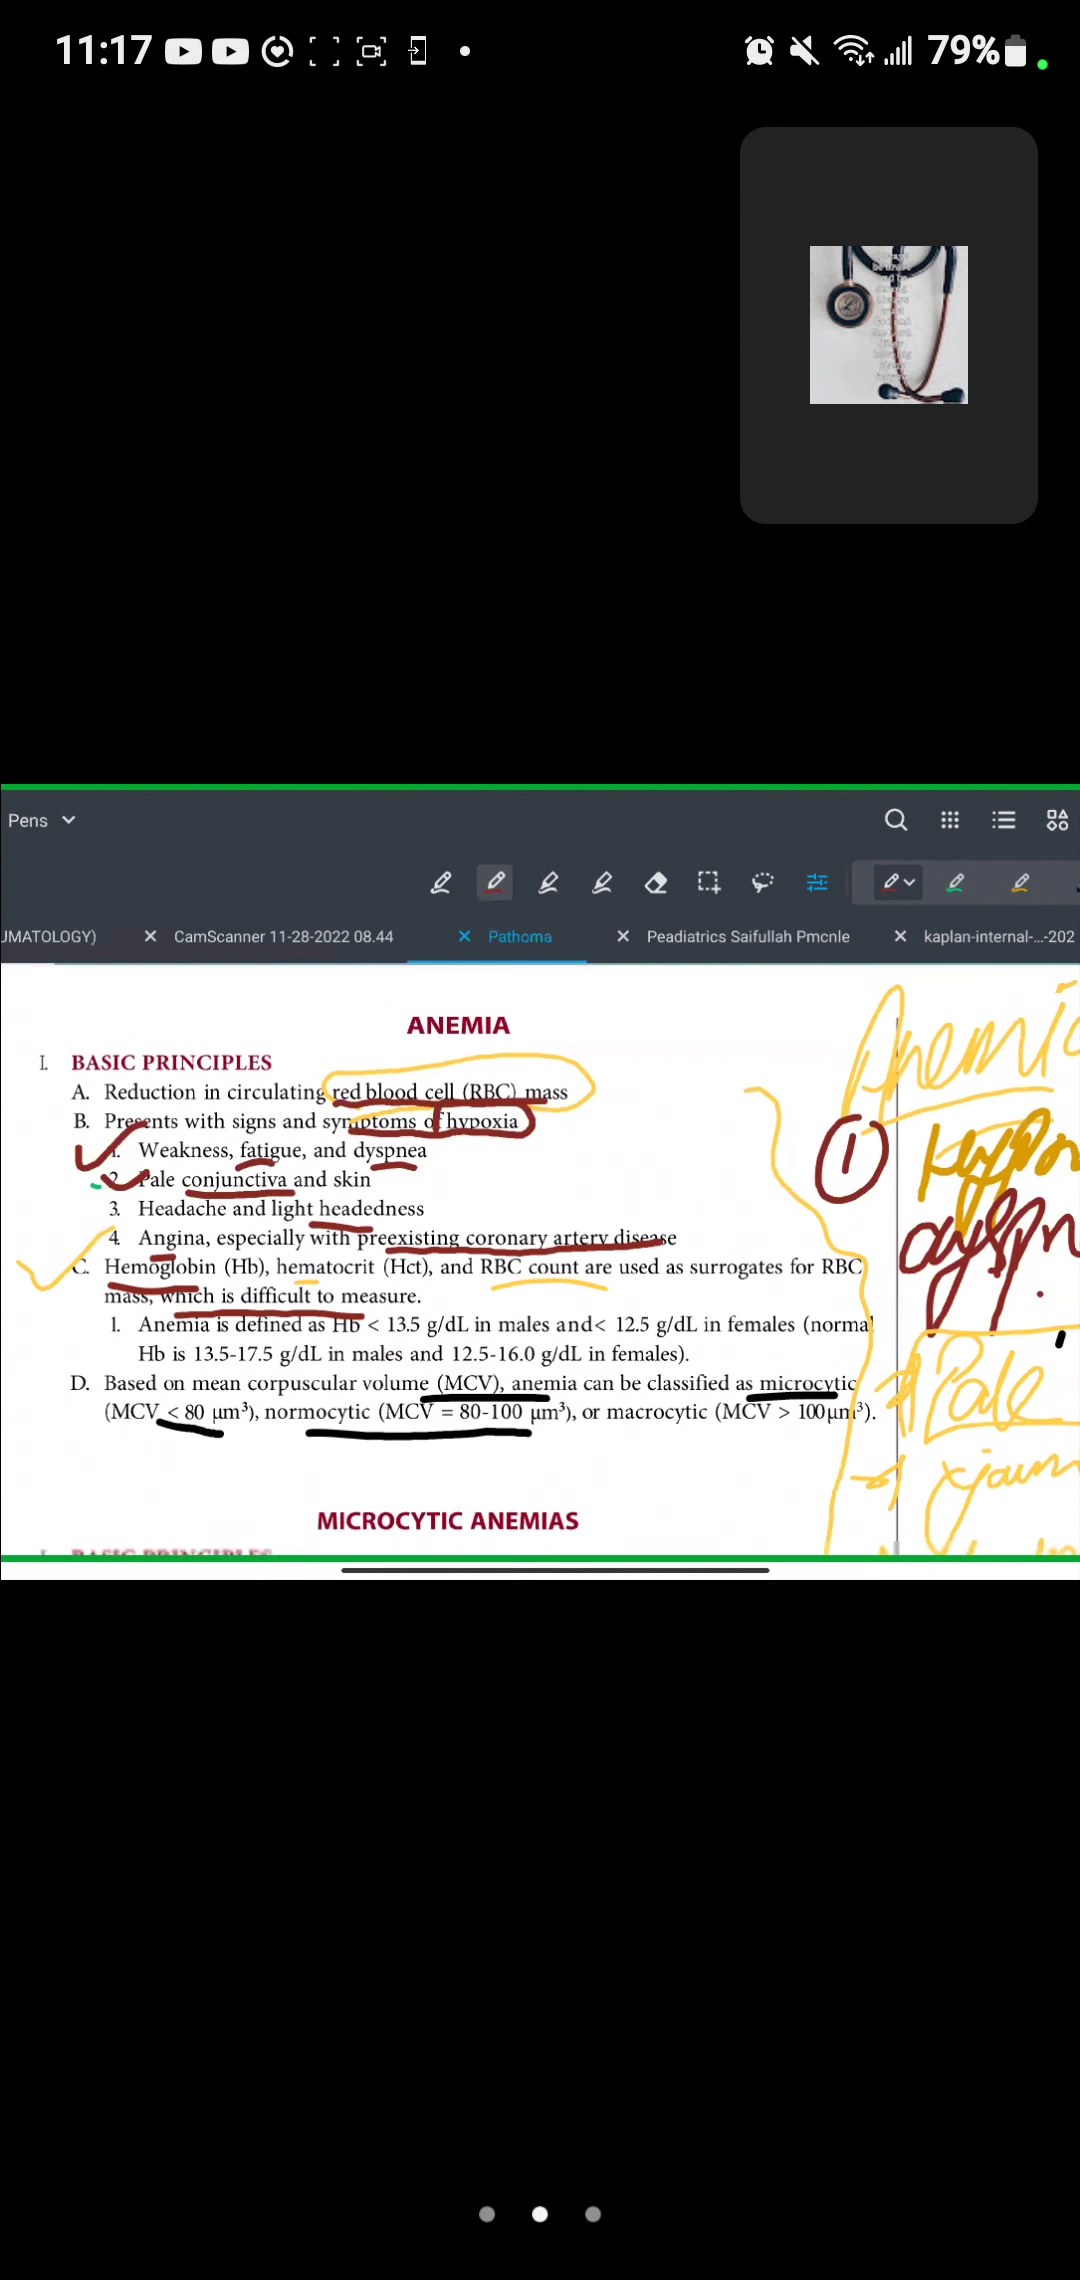 11:17
79%
Pens
UMATOLOGY)
CamScanner 11-28-2022 08.44
Pathoma
Peadiatrics Saifullah Pmcnle
kaplan-internal-...-202
ANEMIA
I. BASIC PRINCIPLES
A. Reduction in circulating red blood cell (RBC) mass
B. Presents with signs and symptoms of hypoxia
1. Weakness, fatigue, and dyspnea
2. Pale conjunctiva and skin
3. Headache and light headedness
4. Angina, especially with preexisting coronary artery disease
C. Hemoglobin (Hb), hematocrit (Hct), and RBC count are used as surrogates for RBC
mass, which is difficult to measure.
1. Anemia is defined as Hb < 13.5 g/dL in males and< 12.5 g/dL in females (normal
Hb is 13.5-17.5 g/dL in males and 12.5-16.0 g/dL in females).
D. Based on mean corpuscular volume (MCV), anemia can be classified as microcytic
(MCV < 80 μm³), normocytic (MCV = 80-100 μm³), or macrocytic (MCV > 100μm³).
MICROCYTIC ANEMIAS
I. BASIC PRINCIPLES
Anemia
1
dyspn
Pale